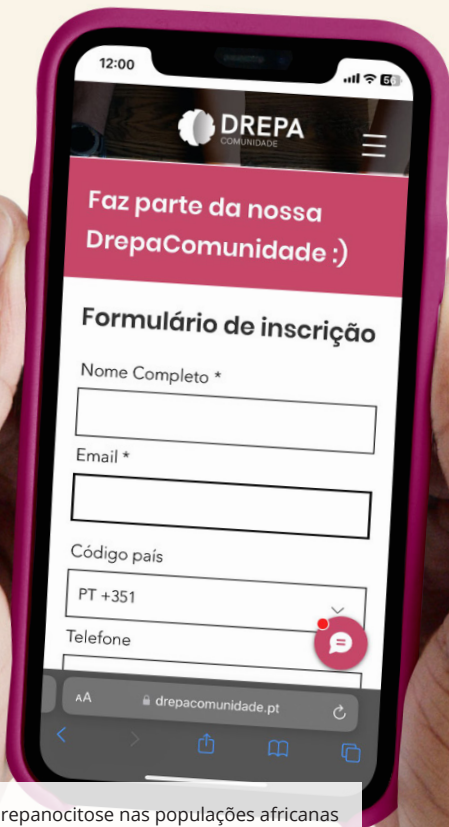 12:00
56
DREPA
COMUNIDADE
Faz parte da nossa
DrepaComunidade :)
Formulário de inscrição
Nome Completo *
Email *
Código país
PT +351
Telefone
AA
drepacomunidade.pt
repanocitose nas populações africanas